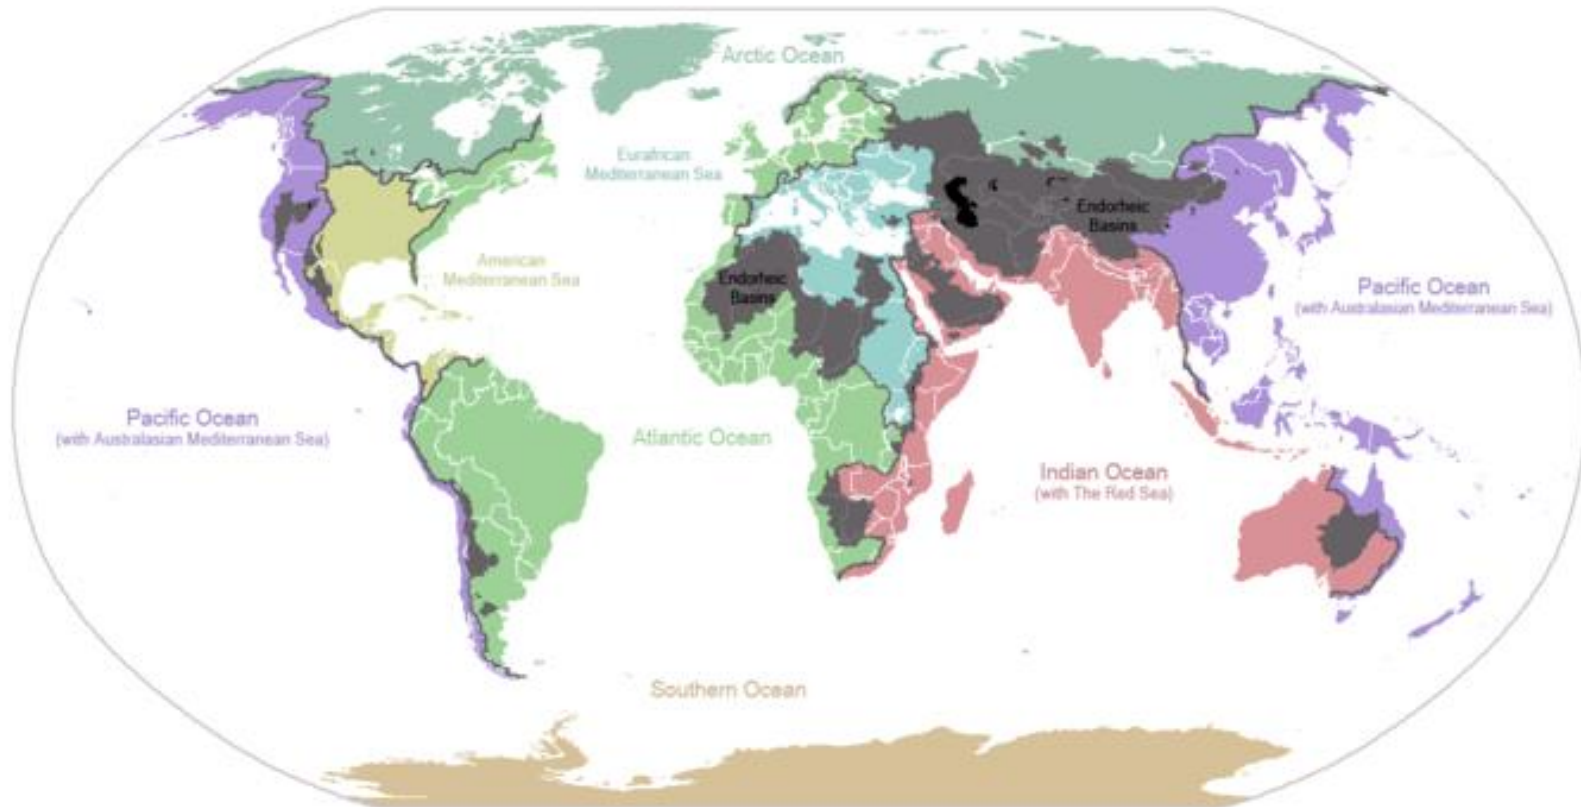 Arctic Ocean
Eurafrican
Mediterranean Sea
Endorheic
Basins
American
Mediterranean Sea
Endorheic
Basins
Pacific Ocean
(with Australasian Mediterranean Sea)
Pacific Ocean
(with Australasian Mediterranean Sea)
Atlantic Ocean
Indian Ocean
(with The Red Sea)
Southern Ocean